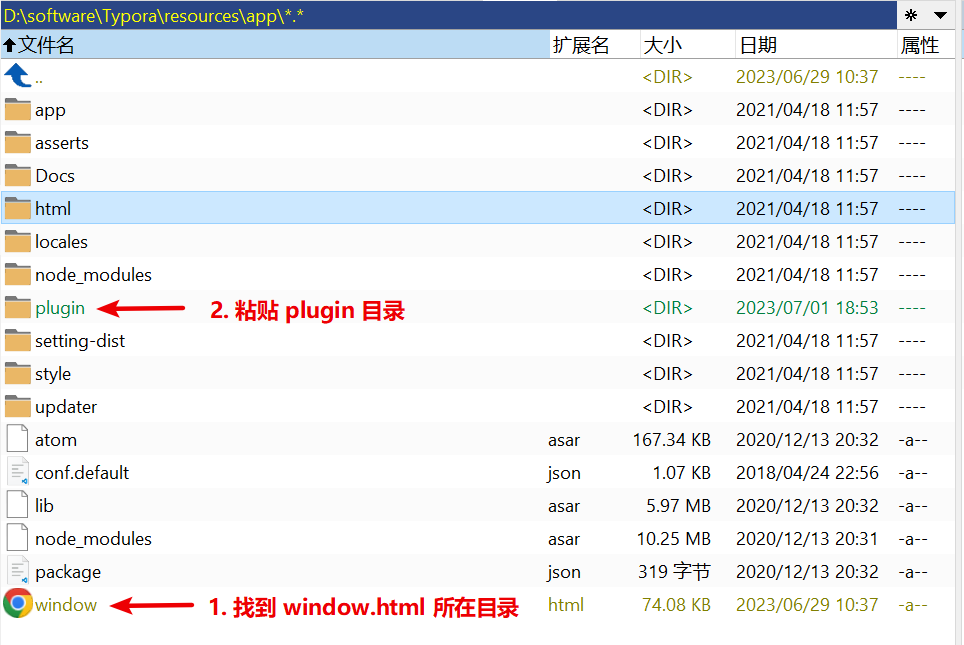 D:\software\Typora\resources\app\*.* *
文件名 扩展名 大小 日期 属性
.. <DIR> 2023/06/29 10:37 ----
app <DIR> 2021/04/18 11:57 ----
asserts <DIR> 2021/04/18 11:57 ----
Docs <DIR> 2021/04/18 11:57 ----
html <DIR> 2021/04/18 11:57 ----
locales <DIR> 2021/04/18 11:57 ----
node_modules <DIR> 2021/04/18 11:57 ----
plugin 2. 粘贴 plugin 目录 <DIR> 2023/07/01 18:53 ----
setting-dist <DIR> 2021/04/18 11:57 ----
style <DIR> 2021/04/18 11:57 ----
updater <DIR> 2021/04/18 11:57 ----
atom asar 167.34 KB 2020/12/13 20:32 -a--
conf.default json 1.07 KB 2018/04/24 22:56 -a--
lib asar 5.97 MB 2020/12/13 20:32 -a--
node_modules asar 10.25 MB 2020/12/13 20:31 -a--
package json 319 字节 2020/12/13 20:32 -a--
window 1. 找到 window.html 所在目录 html 74.08 KB 2023/06/29 10:37 -a--